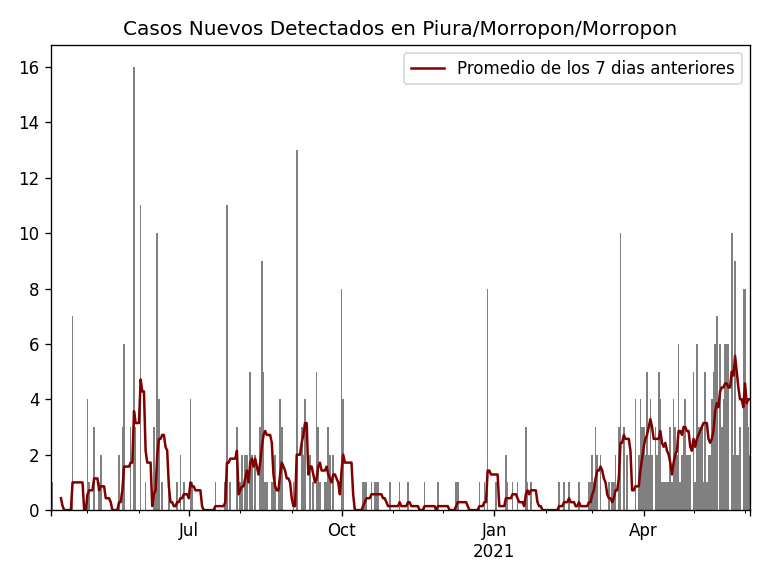 Casos Nuevos Detectados en Piura/Morropon/Morropon
Promedio de los 7 dias anteriores
16
14
12
10
8
6
4
2
0
Jul
Oct
Jan
Apr
2021